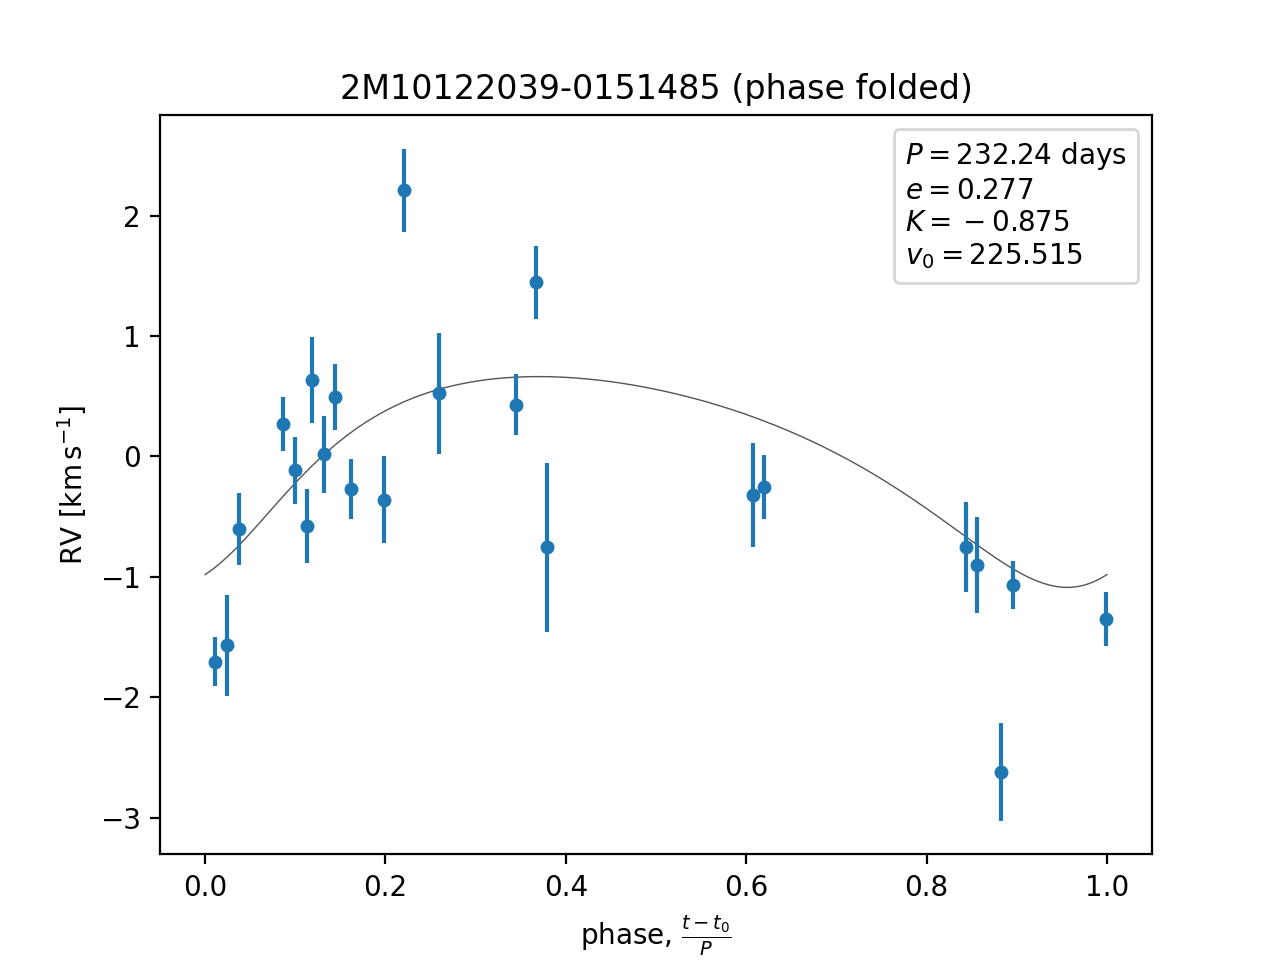 2M10122039-0151485 (phase folded)
P = 232.24 days
e = 0.277
K = −0.875
v₀ = 225.515
2
1
0
−1
−2
−3
RV [km s⁻¹]
0.0 0.2 0.4 0.6 0.8 1.0
phase, (t − t₀)/P